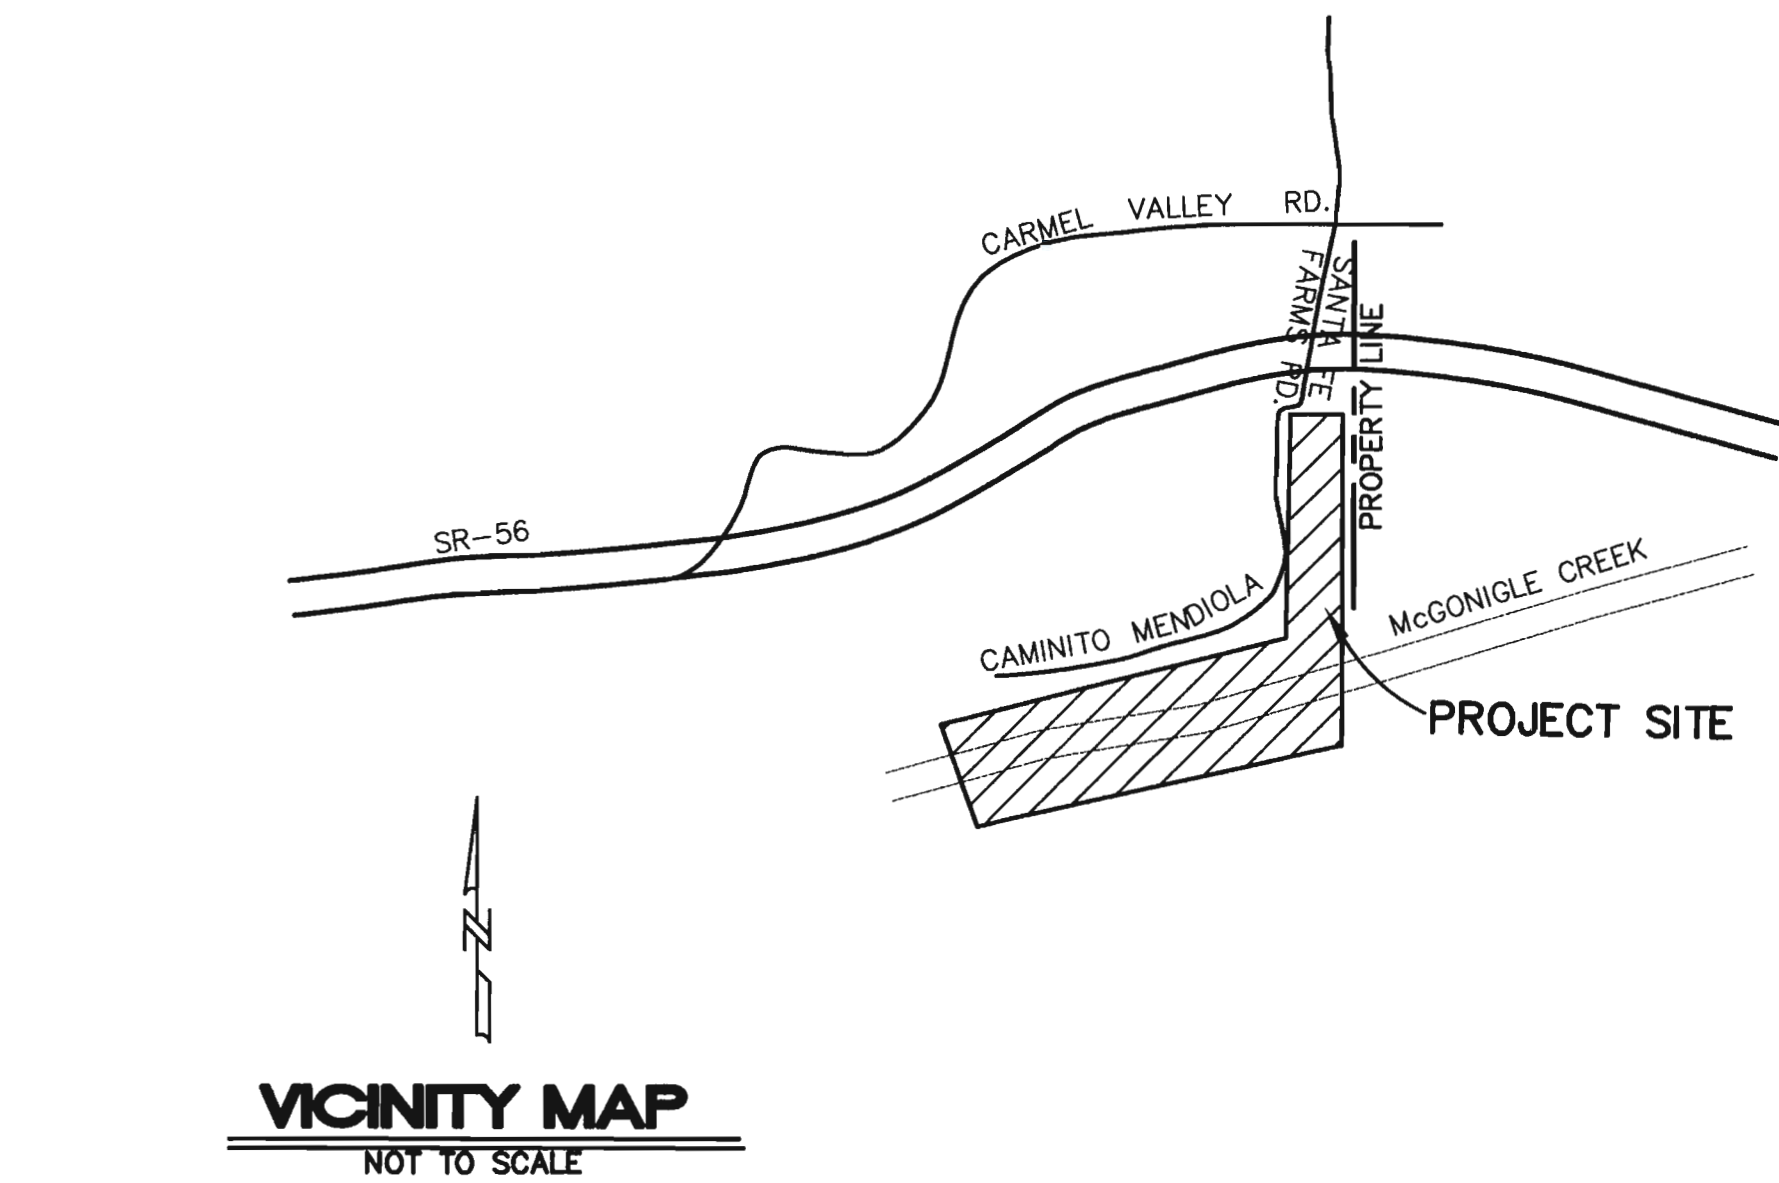 CARMEL VALLEY RD.
SANTA FE
FARMS RD.
PROPERTY LINE
SR-56
McGONIGLE CREEK
CAMINITO MENDIOLA
PROJECT SITE
N
VICINITY MAP
NOT TO SCALE